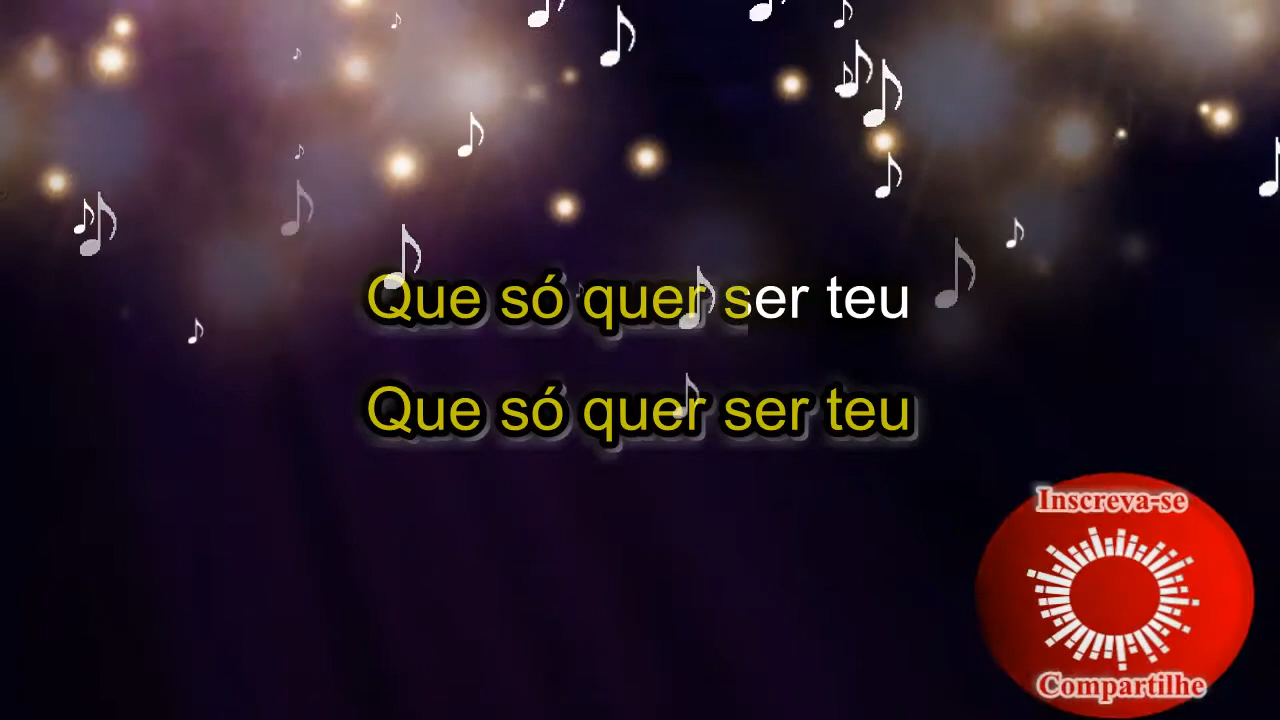 Que só quer ser teu
Que só quer ser teu
Inscreva-se
Compartilhe